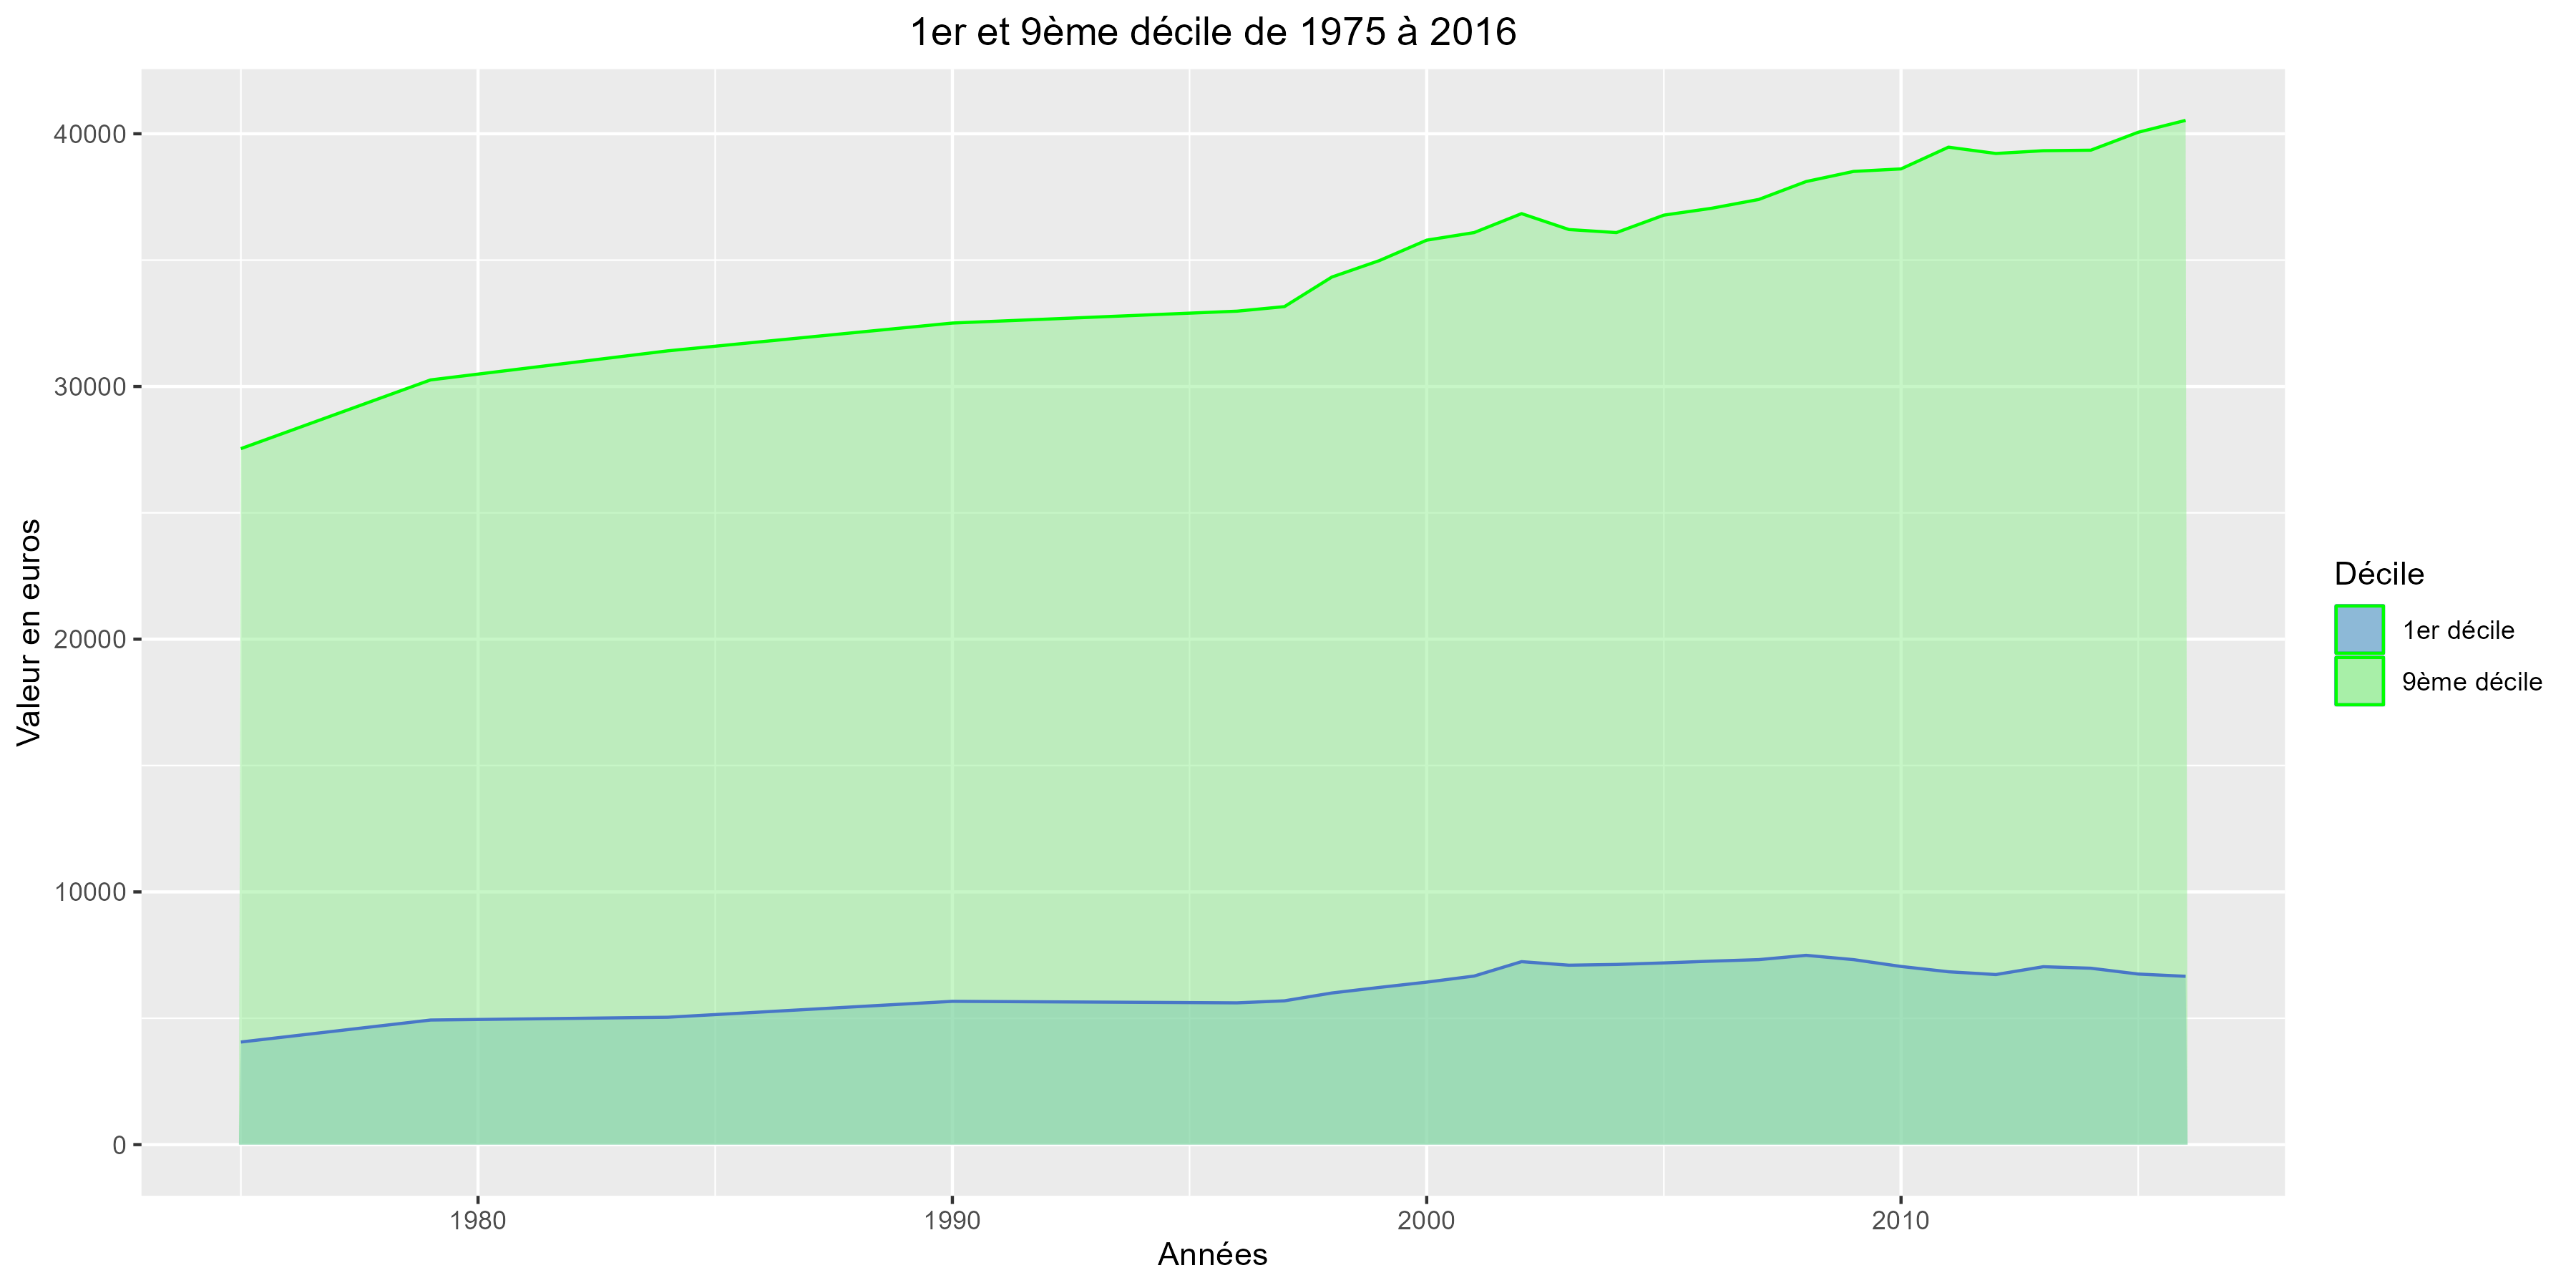 1er et 9ème décile de 1975 à 2016
Valeur en euros
40000
30000
20000
10000
0
1980
1990
2000
2010
Années
Décile
1er décile
9ème décile